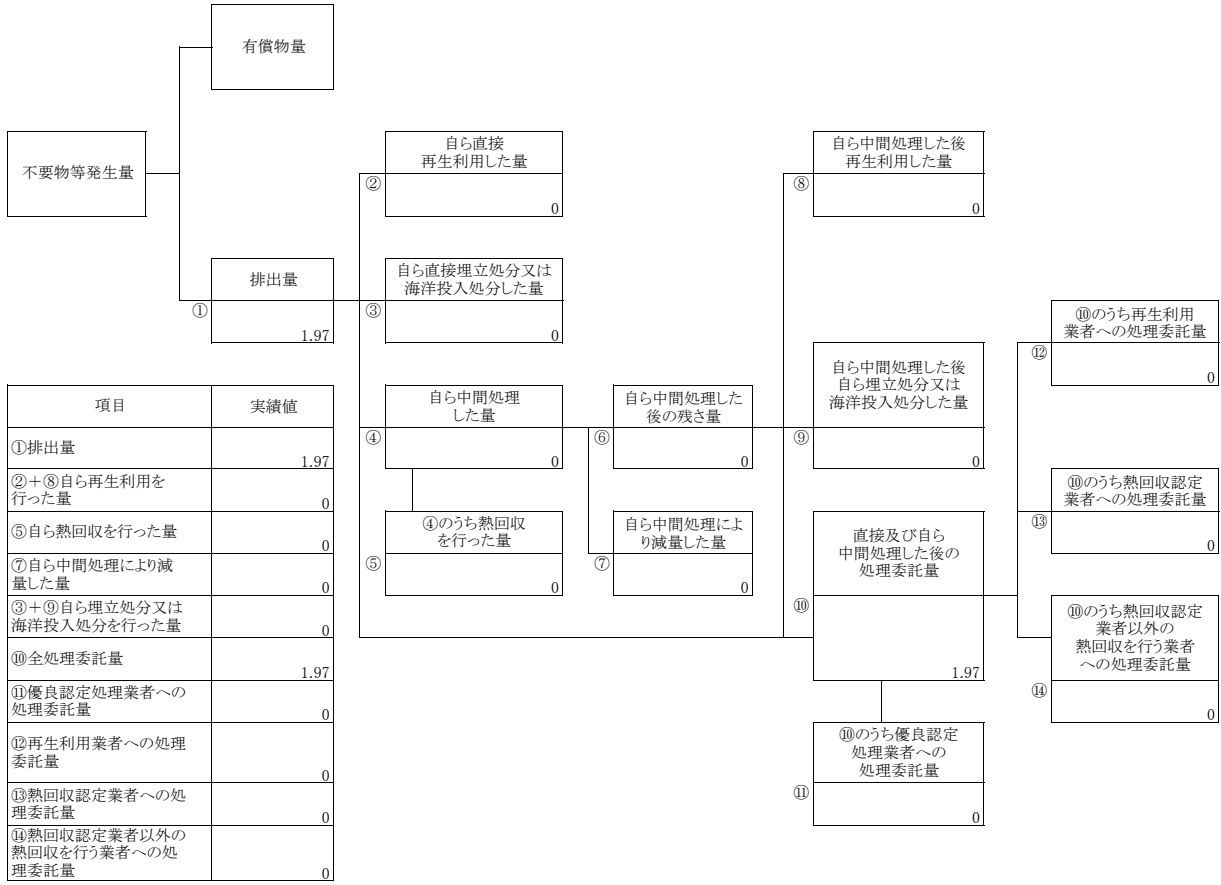 有償物量
不要物等発生量
自ら直接
再生利用した量
②
0
自ら中間処理した後
再生利用した量
⑧
0
排出量
①
1.97
自ら直接埋立処分又は
海洋投入処分した量
③
0
⑩のうち再生利用
業者への処理委託量
⑫
0
自ら中間処理
した量
④
0
自ら中間処理した
後の残さ量
⑥
0
自ら中間処理した後
自ら埋立処分又は
海洋投入処分した量
⑨
0
⑩のうち熱回収認定
業者への処理委託量
⑬
0
④のうち熱回収
を行った量
⑤
0
自ら中間処理によ
り減量した量
⑦
0
直接及び自ら
中間処理した後の
処理委託量
⑩
1.97
⑩のうち熱回収認定
業者以外の
熱回収を行う業者
への処理委託量
⑭
0
⑩のうち優良認定
処理業者への
処理委託量
⑪
0
項目 実績値
①排出量
1.97
②+⑧自ら再生利用を
行った量
0
⑤自ら熱回収を行った量
0
⑦自ら中間処理により減
量した量
0
③+⑨自ら埋立処分又は
海洋投入処分を行った量
0
⑩全処理委託量
1.97
⑪優良認定処理業者への
処理委託量
0
⑫再生利用業者への処理
委託量
0
⑬熱回収認定業者への処
理委託量
0
⑭熱回収認定業者以外の
熱回収を行う業者への処
理委託量
0